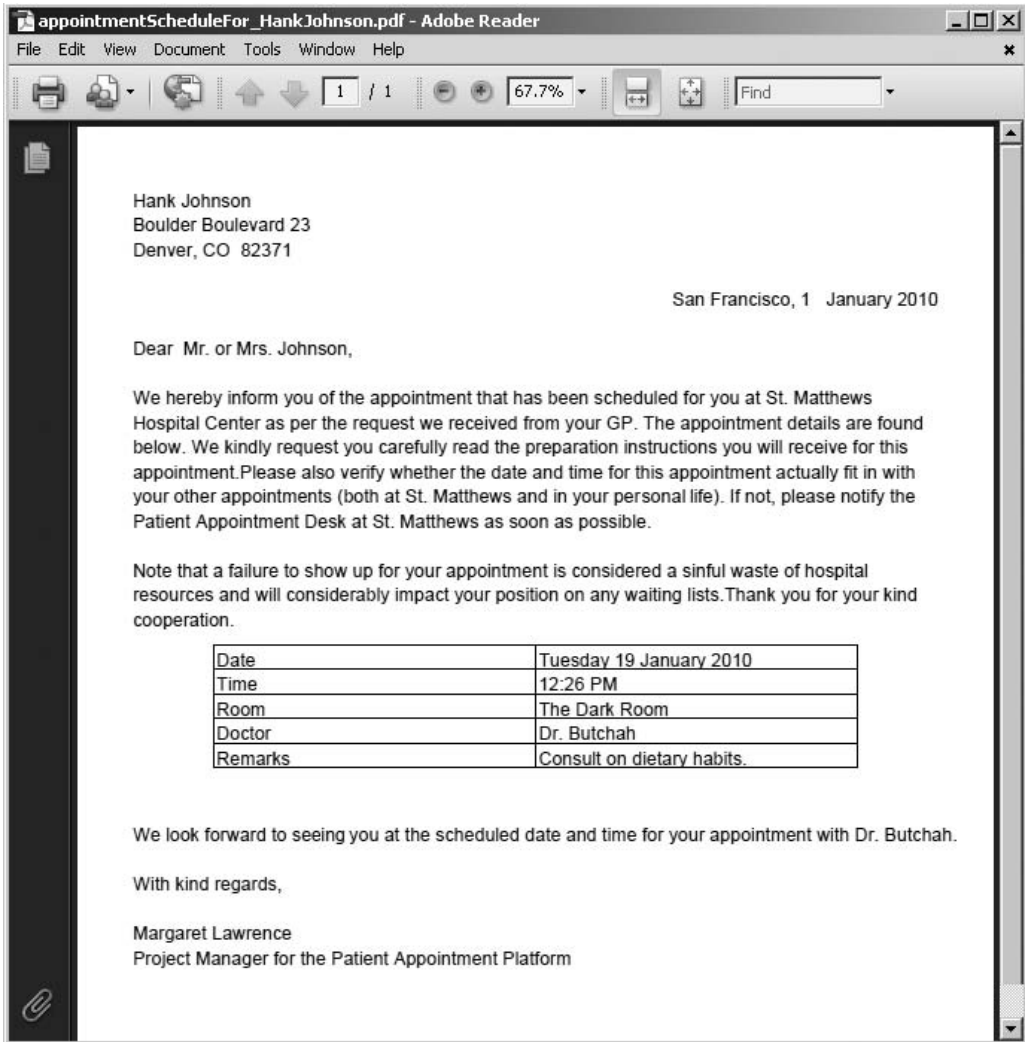 appointmentScheduleFor_HankJohnson.pdf - Adobe Reader
File Edit View Document Tools Window Help
1 / 1 67.7% Find
Hank Johnson
Boulder Boulevard 23
Denver, CO 82371
San Francisco, 1 January 2010
Dear Mr. or Mrs. Johnson,
We hereby inform you of the appointment that has been scheduled for you at St. Matthews
Hospital Center as per the request we received from your GP. The appointment details are found
below. We kindly request you carefully read the preparation instructions you will receive for this
appointment.Please also verify whether the date and time for this appointment actually fit in with
your other appointments (both at St. Matthews and in your personal life). If not, please notify the
Patient Appointment Desk at St. Matthews as soon as possible.
Note that a failure to show up for your appointment is considered a sinful waste of hospital
resources and will considerably impact your position on any waiting lists.Thank you for your kind
cooperation.
Date Tuesday 19 January 2010
Time 12:26 PM
Room The Dark Room
Doctor Dr. Butchah
Remarks Consult on dietary habits.
We look forward to seeing you at the scheduled date and time for your appointment with Dr. Butchah.
With kind regards,
Margaret Lawrence
Project Manager for the Patient Appointment Platform